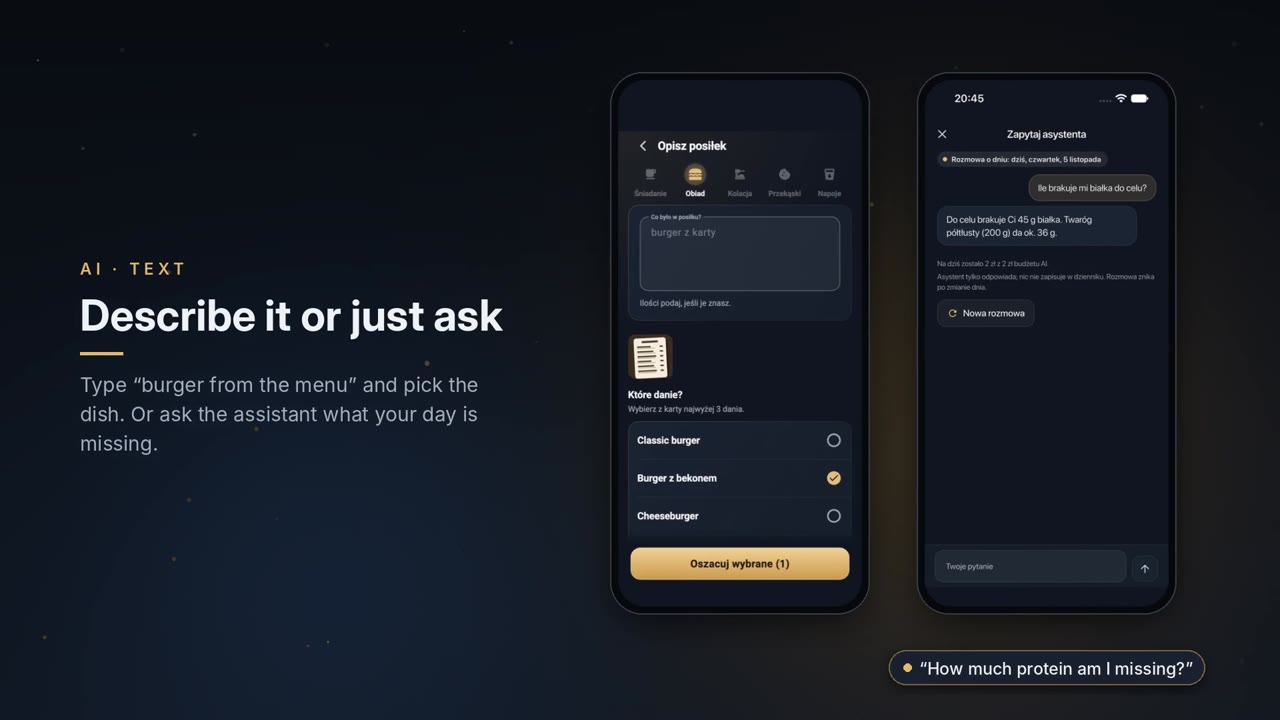 AI · TEXT
Describe it or just ask
Type “burger from the menu” and pick the
dish. Or ask the assistant what your day is
missing.
Opisz posiłek
Śniadanie
Obiad
Kolacja
Przekąski
Napoje
Co było w posiłku?
burger z karty
Ilości podaj, jeśli je znasz.
Które danie?
Wybierz z karty najwyżej 3 dania.
Classic burger
Burger z bekonem
Cheeseburger
Oszacuj wybrane (1)
20:45
Zapytaj asystenta
Rozmowa o dniu: dziś, czwartek, 5 listopada
Ile brakuje mi białka do celu?
Do celu brakuje Ci 45 g białka. Twaróg
półtłusty (200 g) da ok. 36 g.
Na dziś zostało 2 zł z 2 zł budżetu AI.
Asystent tylko odpowiada; nic nie zapisuje w dzienniku. Rozmowa znika
po zmianie dnia.
Nowa rozmowa
Twoje pytanie
“How much protein am I missing?”